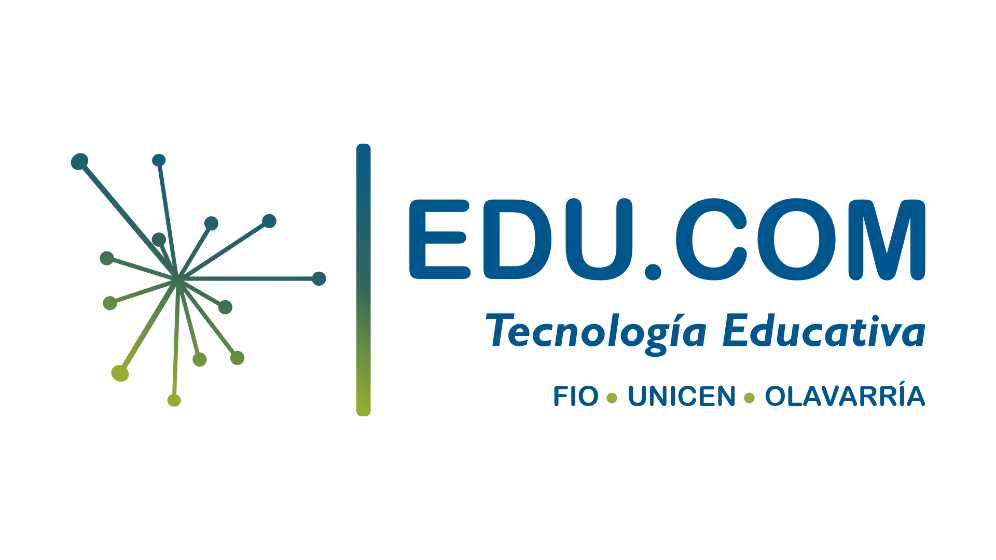 EDU.COM
Tecnología Educativa
FIO • UNICEN • OLAVARRÍA